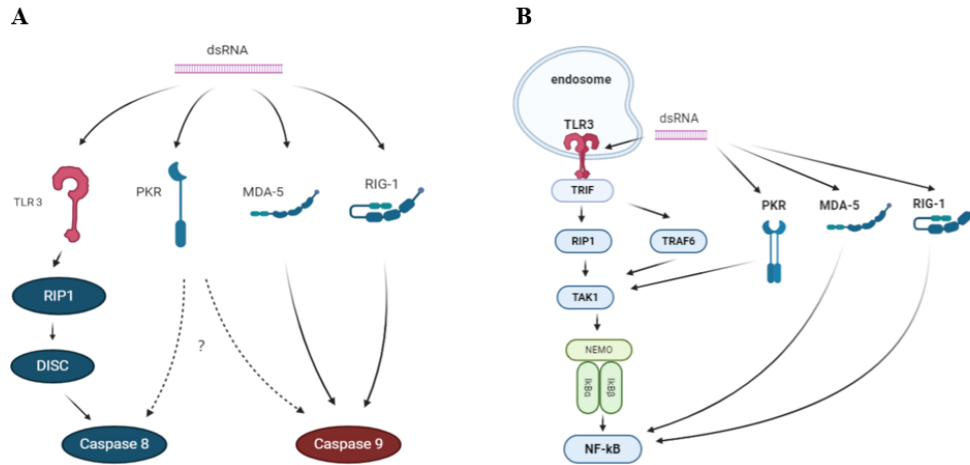 A
dsRNA
TLR 3
PKR
MDA-5
RIG-1
RIP1
?
DISC
Caspase 8
Caspase 9
B
endosome
TLR3
dsRNA
TRIF
PKR
MDA-5
RIG-1
RIP1
TRAF6
TAK1
NEMO
IkBα
IkBβ
NF-kB